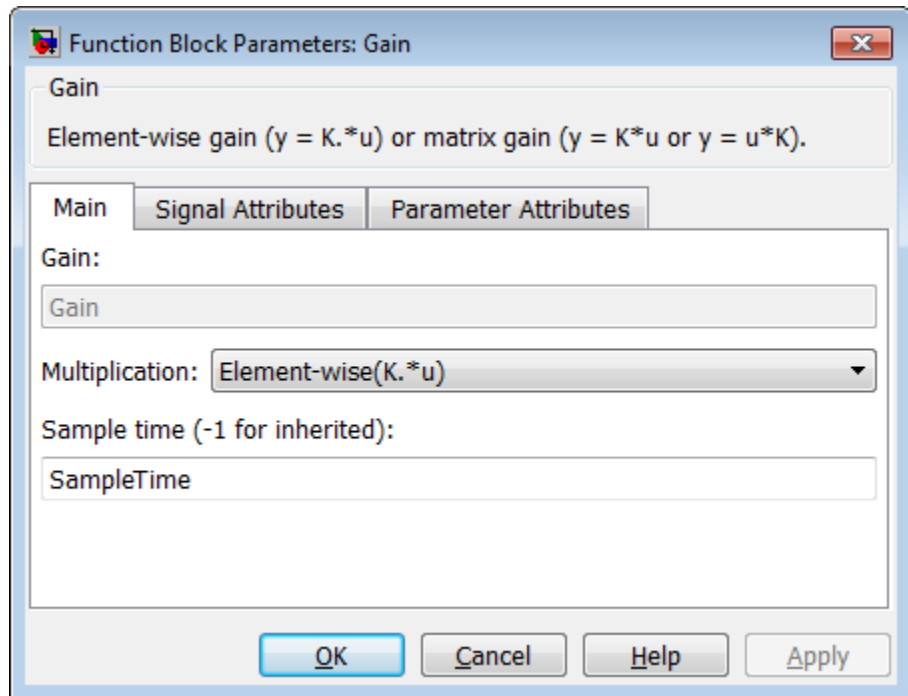 Function Block Parameters: Gain
Gain
Element-wise gain (y = K.*u) or matrix gain (y = K*u or y = u*K).
Main Signal Attributes Parameter Attributes
Gain:
Gain
Multiplication: Element-wise(K.*u)
Sample time (-1 for inherited):
SampleTime
OK Cancel Help Apply